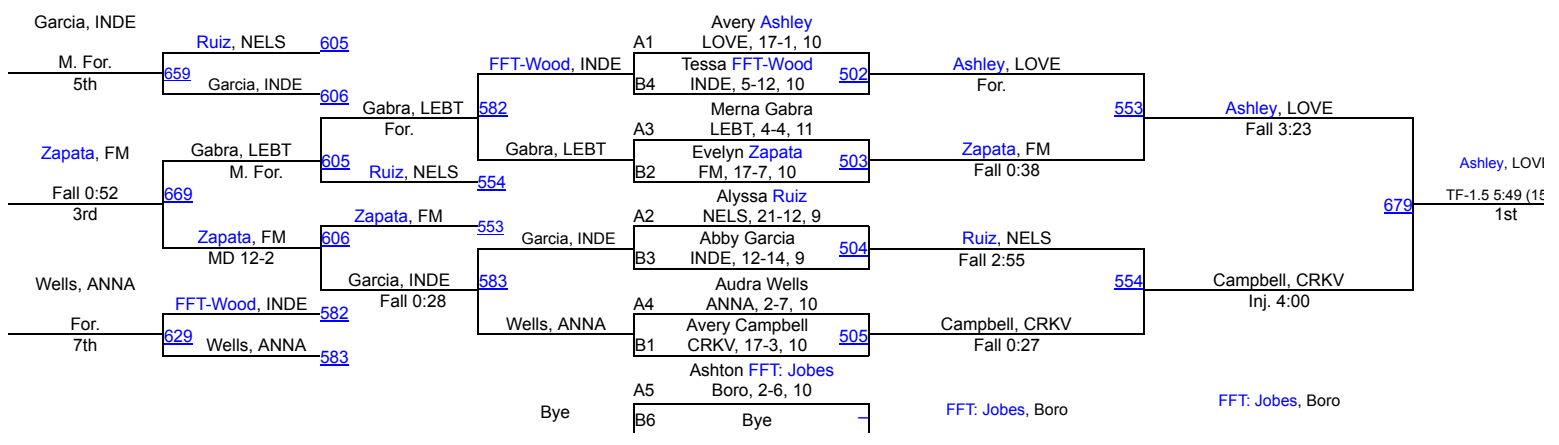 Garcia, INDE
M. For.
5th
659
Ruiz, NELS
605
Garcia, INDE
606
Zapata, FM
Fall 0:52
3rd
669
Gabra, LEBT
M. For.
605
Gabra, LEBT
For.
582
Ruiz, NELS
554
Zapata, FM
MD 12-2
606
Zapata, FM
553
Garcia, INDE
Fall 0:28
583
Wells, ANNA
For.
7th
629
FFT-Wood, INDE
582
Wells, ANNA
583
FFT-Wood, INDE
Gabra, LEBT
Garcia, INDE
Wells, ANNA
Bye
Avery Ashley
A1
LOVE, 17-1, 10
Tessa FFT-Wood
B4
INDE, 5-12, 10
502
Merna Gabra
A3
LEBT, 4-4, 11
Evelyn Zapata
B2
FM, 17-7, 10
503
Alyssa Ruiz
A2
NELS, 21-12, 9
Abby Garcia
B3
INDE, 12-14, 9
504
Audra Wells
A4
ANNA, 2-7, 10
Avery Campbell
B1
CRKV, 17-3, 10
505
Ashton FFT: Jobes
A5
Boro, 2-6, 10
B6
Bye
Ashley, LOVE
For.
553
Zapata, FM
Fall 0:38
Ruiz, NELS
Fall 2:55
554
Campbell, CRKV
Fall 0:27
FFT: Jobes, Boro
Ashley, LOVE
Fall 3:23
679
Campbell, CRKV
Inj. 4:00
FFT: Jobes, Boro
Ashley, LOVE
TF-1.5 5:49 (15
1st